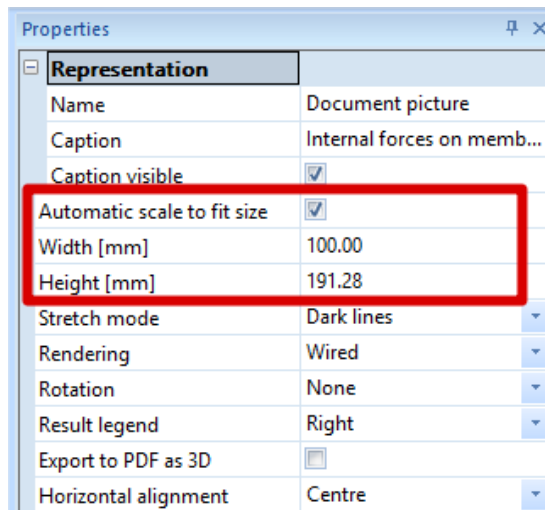 Properties
Representation
Name Document picture
Caption Internal forces on memb...
Caption visible
Automatic scale to fit size
Width [mm] 100.00
Height [mm] 191.28
Stretch mode Dark lines
Rendering Wired
Rotation None
Result legend Right
Export to PDF as 3D
Horizontal alignment Centre